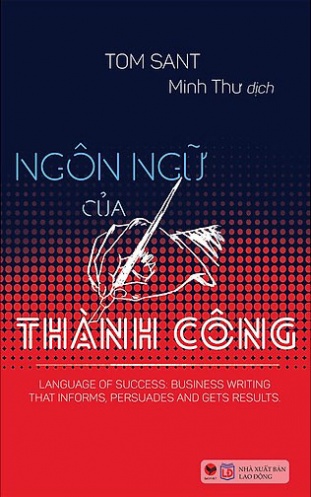 TOM SANT
Minh Thư dịch
NGÔN NGỮ
CỦA
THÀNH CÔNG
LANGUAGE OF SUCCESS: BUSINESS WRITING
THAT INFORMS, PERSUADES AND GETS RESULTS.
NHÀ XUẤT BẢN
LAO ĐỘNG